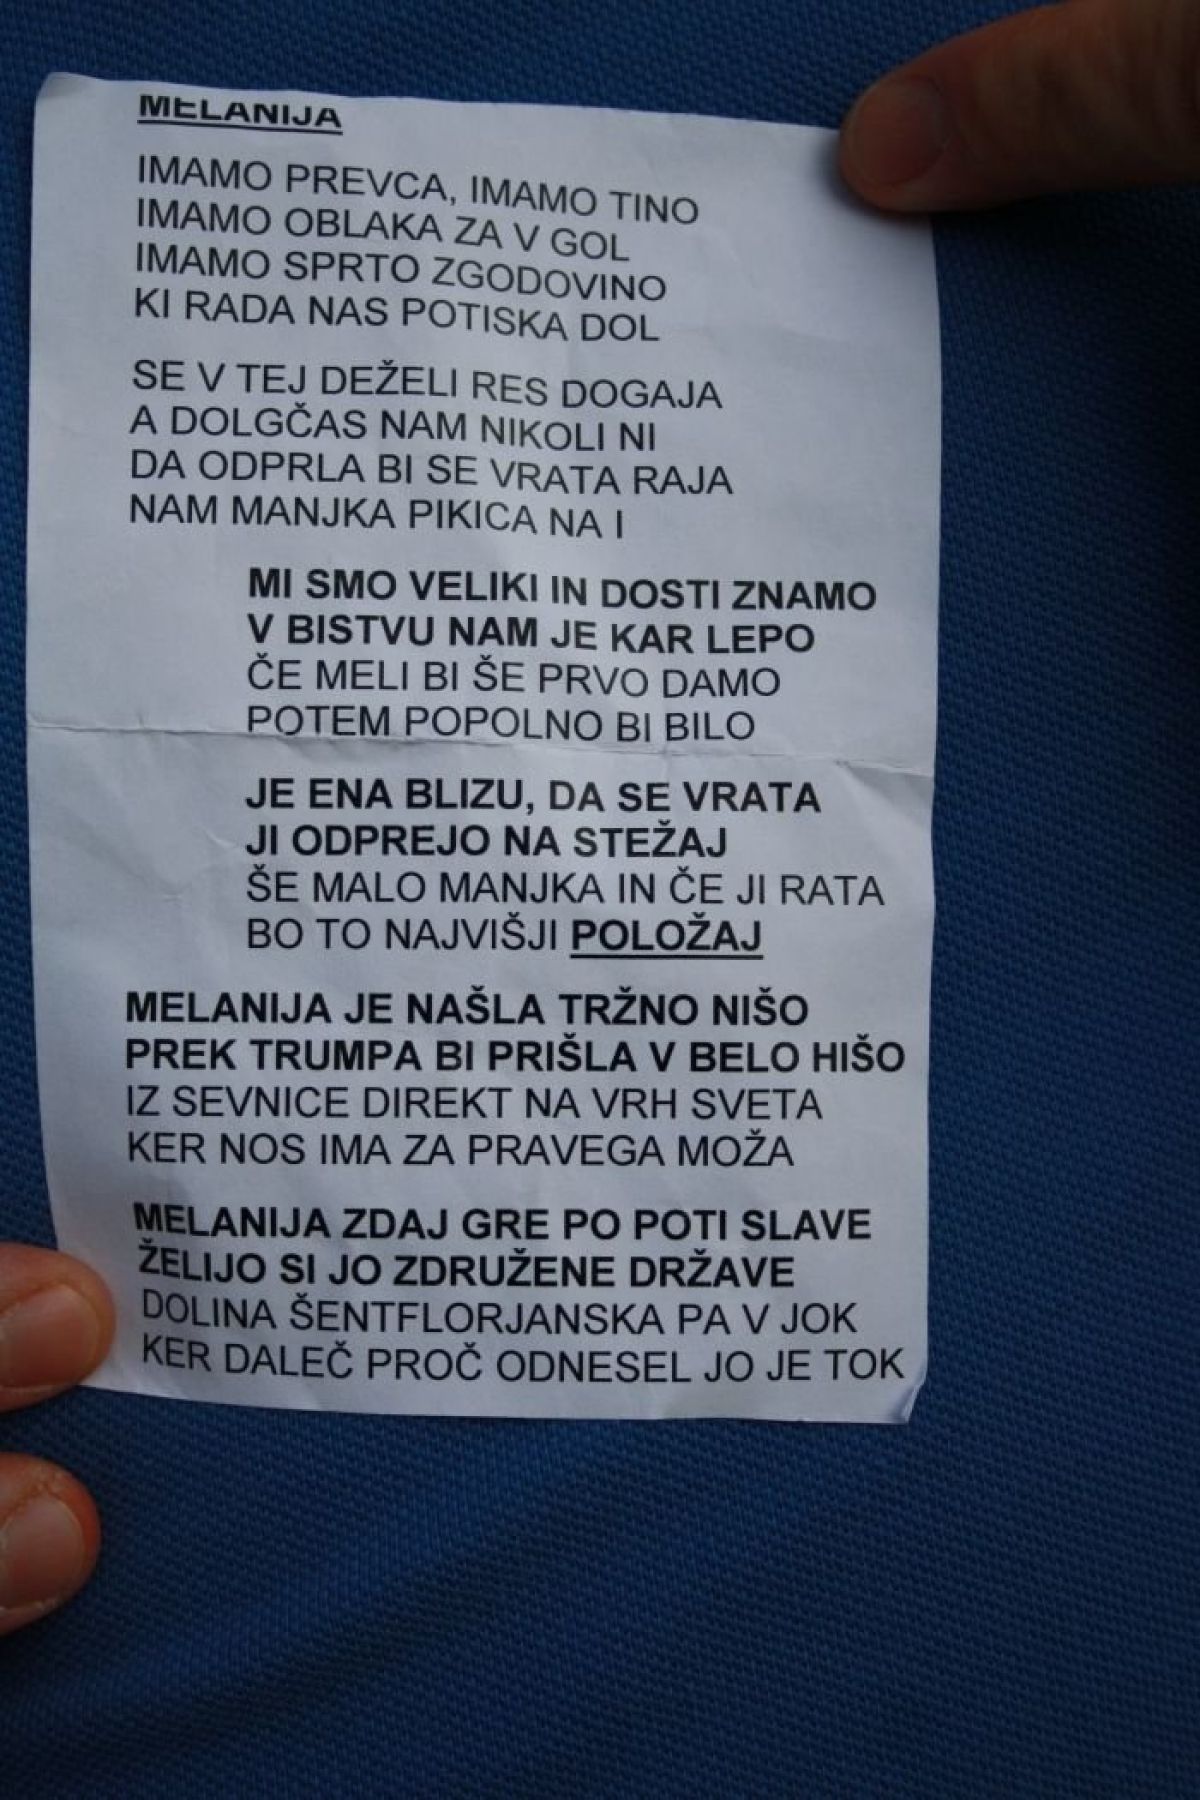 MELANIJA
IMAMO PREVCA, IMAMO TINO
IMAMO OBLAKA ZA V GOL
IMAMO SPRTO ZGODOVINO
KI RADA NAS POTISKA DOL
SE V TEJ DEŽELI RES DOGAJA
A DOLGČAS NAM NIKOLI NI
DA ODPRLA BI SE VRATA RAJA
NAM MANJKA PIKICA NA I
MI SMO VELIKI IN DOSTI ZNAMO
V BISTVU NAM JE KAR LEPO
ČE MELI BI ŠE PRVO DAMO
POTEM POPOLNO BI BILO
JE ENA BLIZU, DA SE VRATA
JI ODPREJO NA STEŽAJ
ŠE MALO MANJKA IN ČE JI RATA
BO TO NAJVIŠJI POLOŽAJ
MELANIJA JE NAŠLA TRŽNO NIŠO
PREK TRUMPA BI PRIŠLA V BELO HIŠO
IZ SEVNICE DIREKT NA VRH SVETA
KER NOS IMA ZA PRAVEGA MOŽA
MELANIJA ZDAJ GRE PO POTI SLAVE
ŽELIJO SI JO ZDRUŽENE DRŽAVE
DOLINA ŠENTFLORJANSKA PA V JOK
KER DALEČ PROČ ODNESEL JO JE TOK